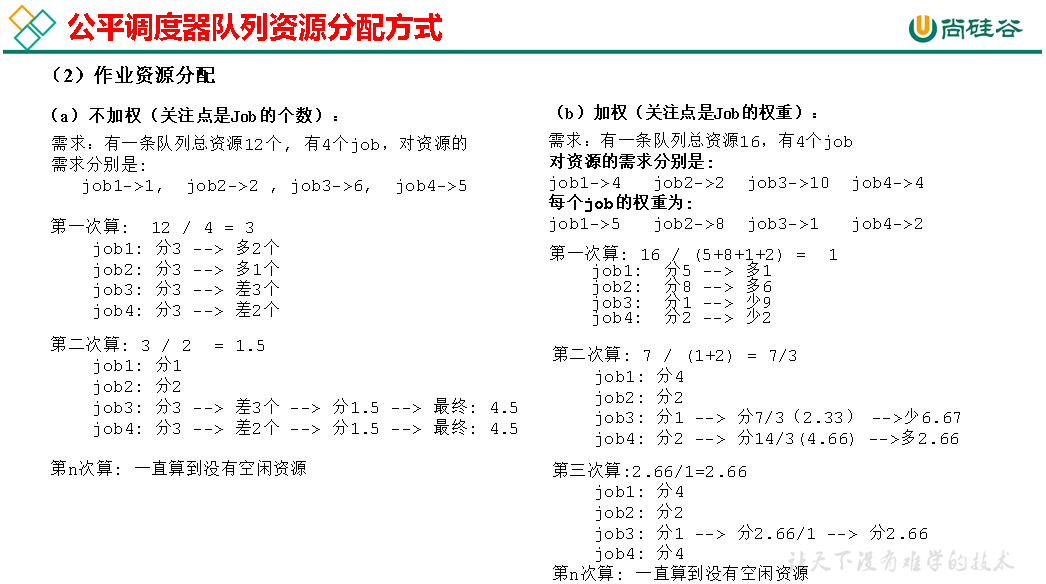 公平调度器队列资源分配方式
尚硅谷
（2）作业资源分配
（a）不加权（关注点是Job的个数）：
需求：有一条队列总资源12个, 有4个job，对资源的
需求分别是:
job1->1, job2->2 , job3->6, job4->5
第一次算: 12 / 4 = 3
job1: 分3 --> 多2个
job2: 分3 --> 多1个
job3: 分3 --> 差3个
job4: 分3 --> 差2个
第二次算: 3 / 2 = 1.5
job1: 分1
job2: 分2
job3: 分3 --> 差3个 --> 分1.5 --> 最终: 4.5
job4: 分3 --> 差2个 --> 分1.5 --> 最终: 4.5
第n次算: 一直算到没有空闲资源
（b）加权（关注点是Job的权重）：
需求：有一条队列总资源16，有4个job
对资源的需求分别是:
job1->4 job2->2 job3->10 job4->4
每个job的权重为:
job1->5 job2->8 job3->1 job4->2
第一次算: 16 / (5+8+1+2) = 1
job1: 分5 --> 多1
job2: 分8 --> 多6
job3: 分1 --> 少9
job4: 分2 --> 少2
第二次算: 7 / (1+2) = 7/3
job1: 分4
job2: 分2
job3: 分1 --> 分7/3（2.33） -->少6.67
job4: 分2 --> 分14/3(4.66) -->多2.66
第三次算:2.66/1=2.66
job1: 分4
job2: 分2
job3: 分1 --> 分2.66/1 --> 分2.66
job4: 分4
第n次算: 一直算到没有空闲资源
让天下没有难学的技术